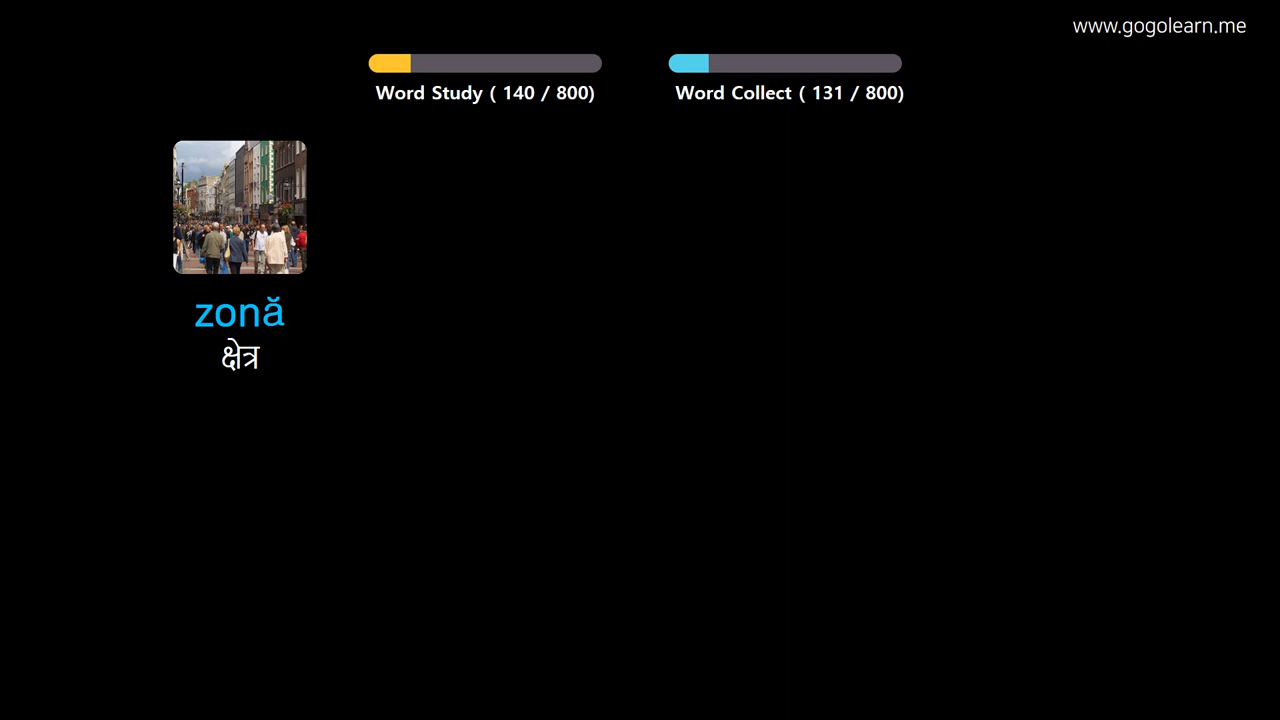 www.gogolearn.me
Word Study ( 140 / 800)
Word Collect ( 131 / 800)
zonă
क्षेत्र